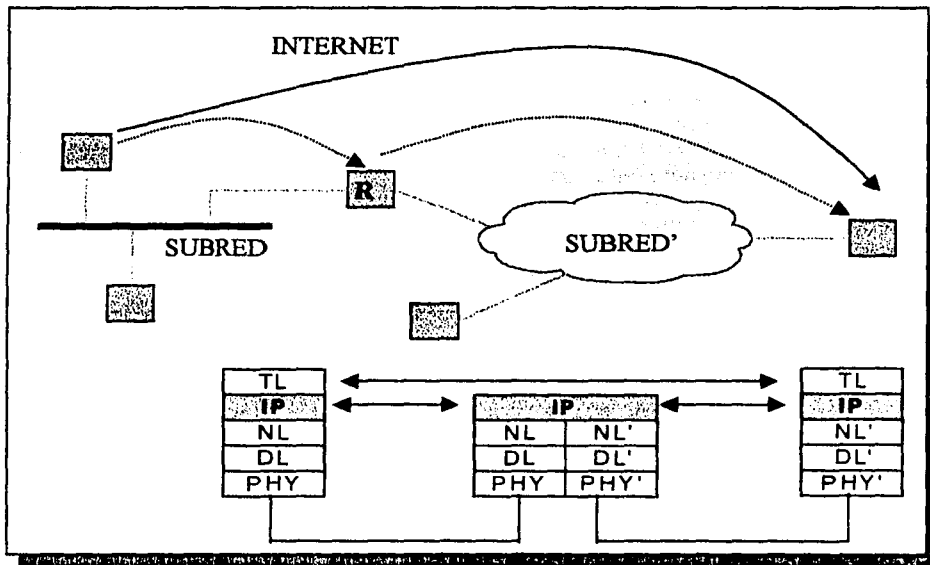 INTERNET
R
SUBRED
SUBRED'
TL
IP
NL
DL
PHY
IP
NL NL'
DL DL'
PHY PHY'
TL
IP
NL'
DL'
PHY'